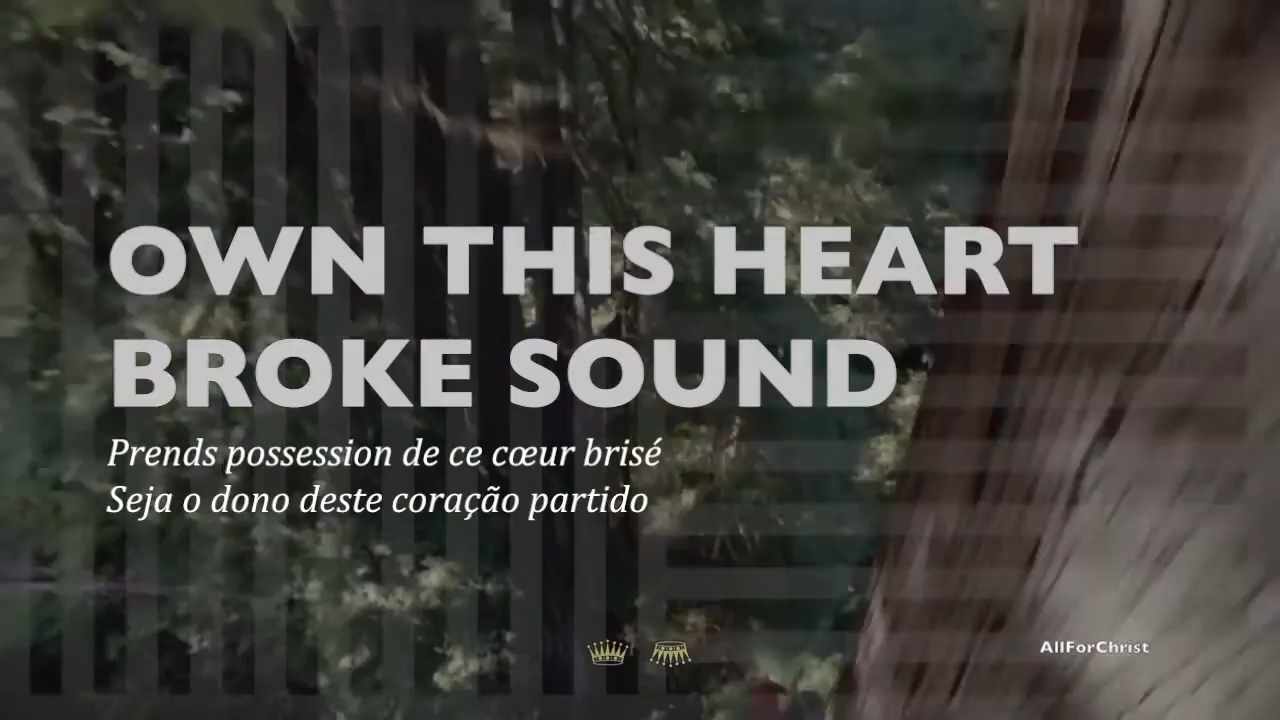 OWN THIS HEART
BROKE SOUND
Prends possession de ce cœur brisé
Seja o dono deste coração partido
AllForChrist